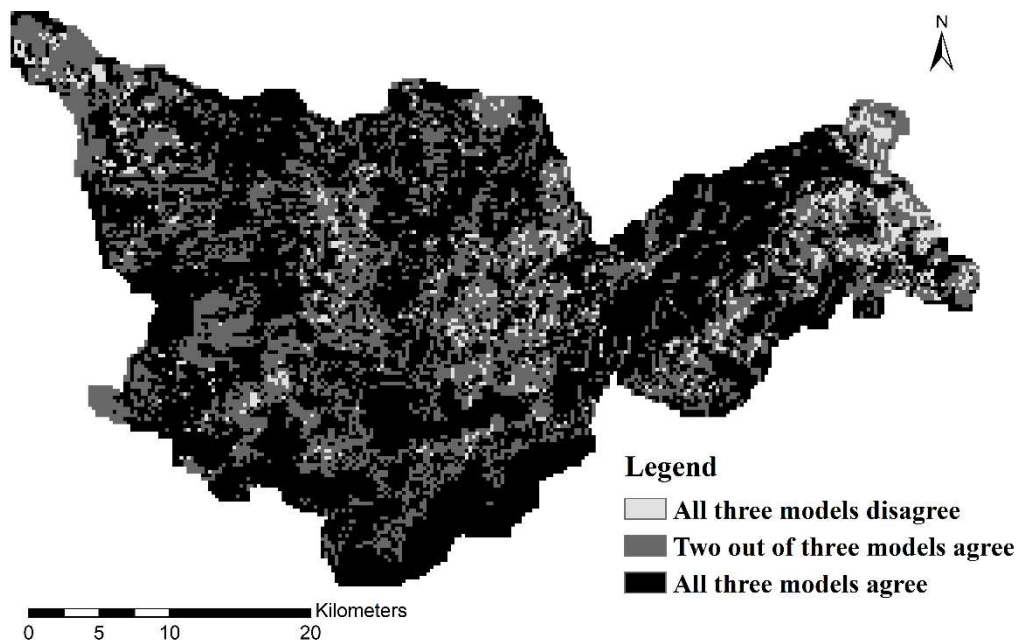 N
Legend
All three models disagree
Two out of three models agree
All three models agree
Kilometers
0 5 10 20